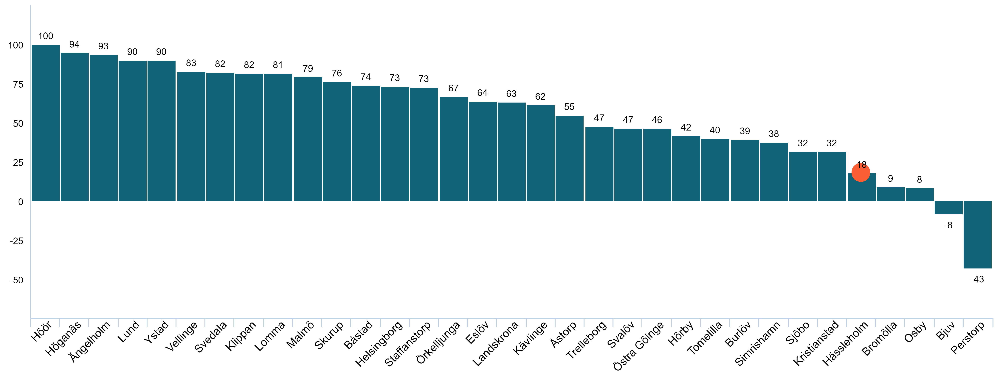 100
94
93
90
90
83
82
82
81
79
76
74
73
73
67
64
63
62
55
47
47
46
42
40
39
38
32
32
18
9
8
-8
-43
100
75
50
25
0
-25
-50
Höör
Höganäs
Ängelholm
Lund
Ystad
Vellinge
Svedala
Klippan
Lomma
Malmö
Skurup
Båstad
Helsingborg
Staffanstorp
Örkelljunga
Eslöv
Landskrona
Kävlinge
Åstorp
Trelleborg
Svalöv
Östra Göinge
Hörby
Tomelilla
Burlöv
Simrishamn
Sjöbo
Kristianstad
Hässleholm
Bromölla
Osby
Bjuv
Perstorp